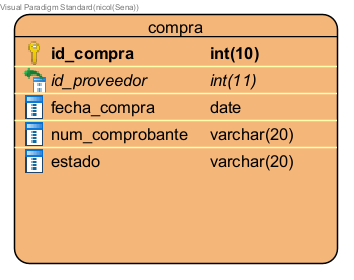 Visual Paradigm Standard(nicol(Sena))
compra
id_compra int(10)
id_proveedor int(11)
fecha_compra date
num_comprobante varchar(20)
estado varchar(20)